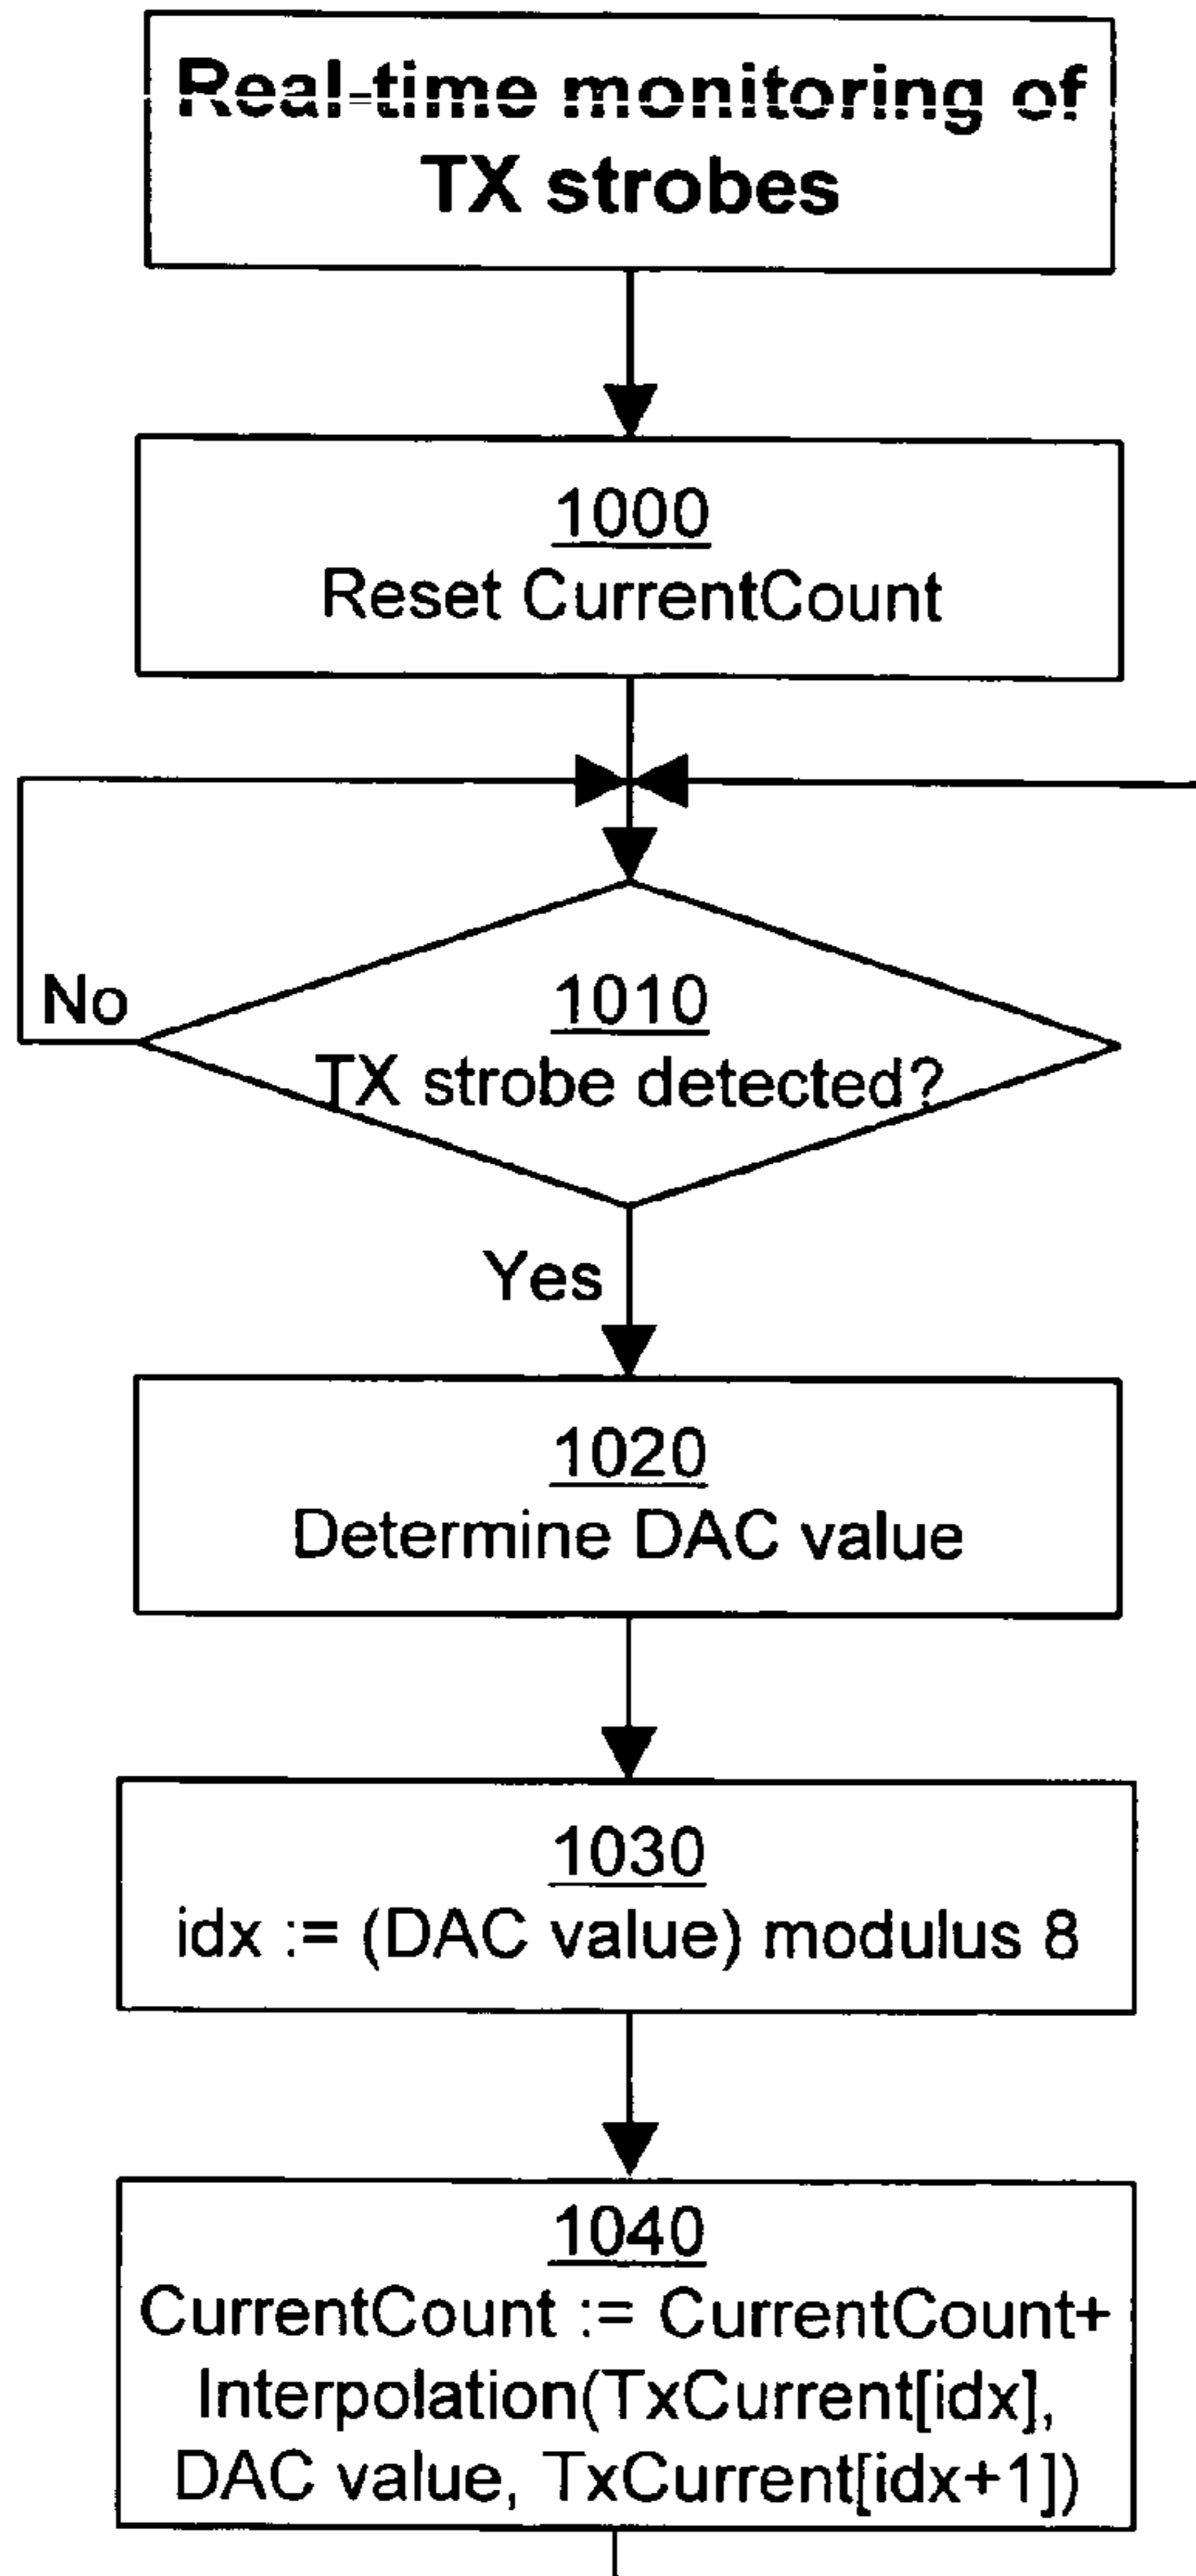 Real-time monitoring of
TX strobes
1000
Reset CurrentCount
No
1010
TX strobe detected?
Yes
1020
Determine DAC value
1030
idx := (DAC value) modulus 8
1040
CurrentCount := CurrentCount+
Interpolation(TxCurrent[idx],
DAC value, TxCurrent[idx+1])